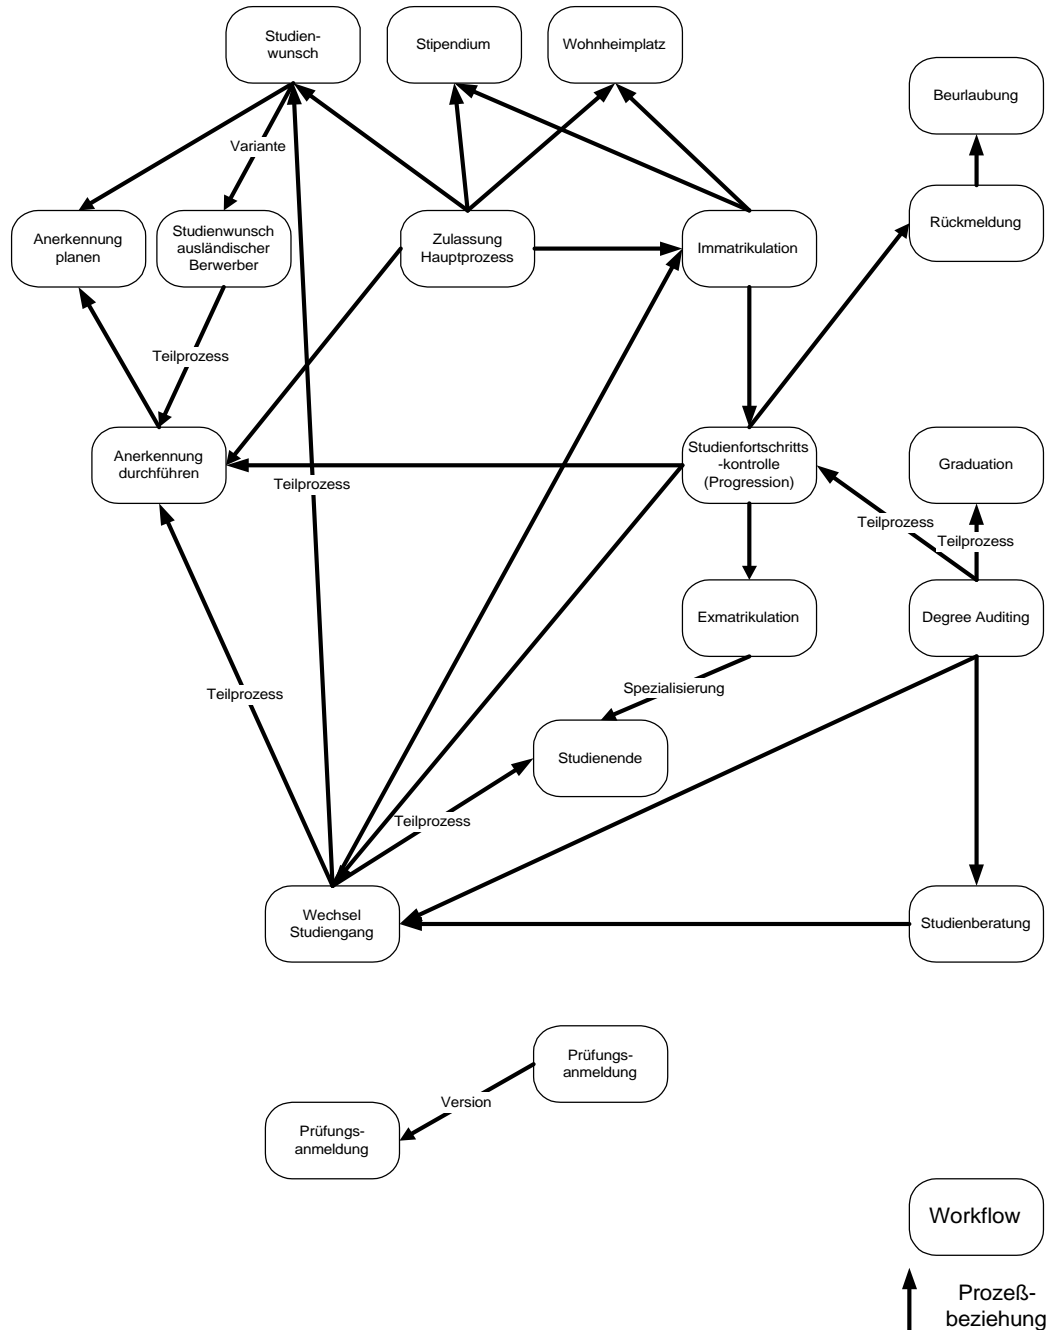 Studien-
wunsch
Stipendium
Wohnheimplatz
Beurlaubung
Variante
Anerkennung
planen
Studienwunsch
ausländischer
Berwerber
Zulassung
Hauptprozess
Immatrikulation
Rückmeldung
Teilprozess
Anerkennung
durchführen
Teilprozess
Studienfortschritts
-kontrolle
(Progression)
Graduation
Teilprozess
Teilprozess
Exmatrikulation
Degree Auditing
Teilprozess
Spezialisierung
Studienende
Teilprozess
Wechsel
Studiengang
Studienberatung
Prüfungs-
anmeldung
Version
Prüfungs-
anmeldung
Workflow
Prozeß-
beziehung